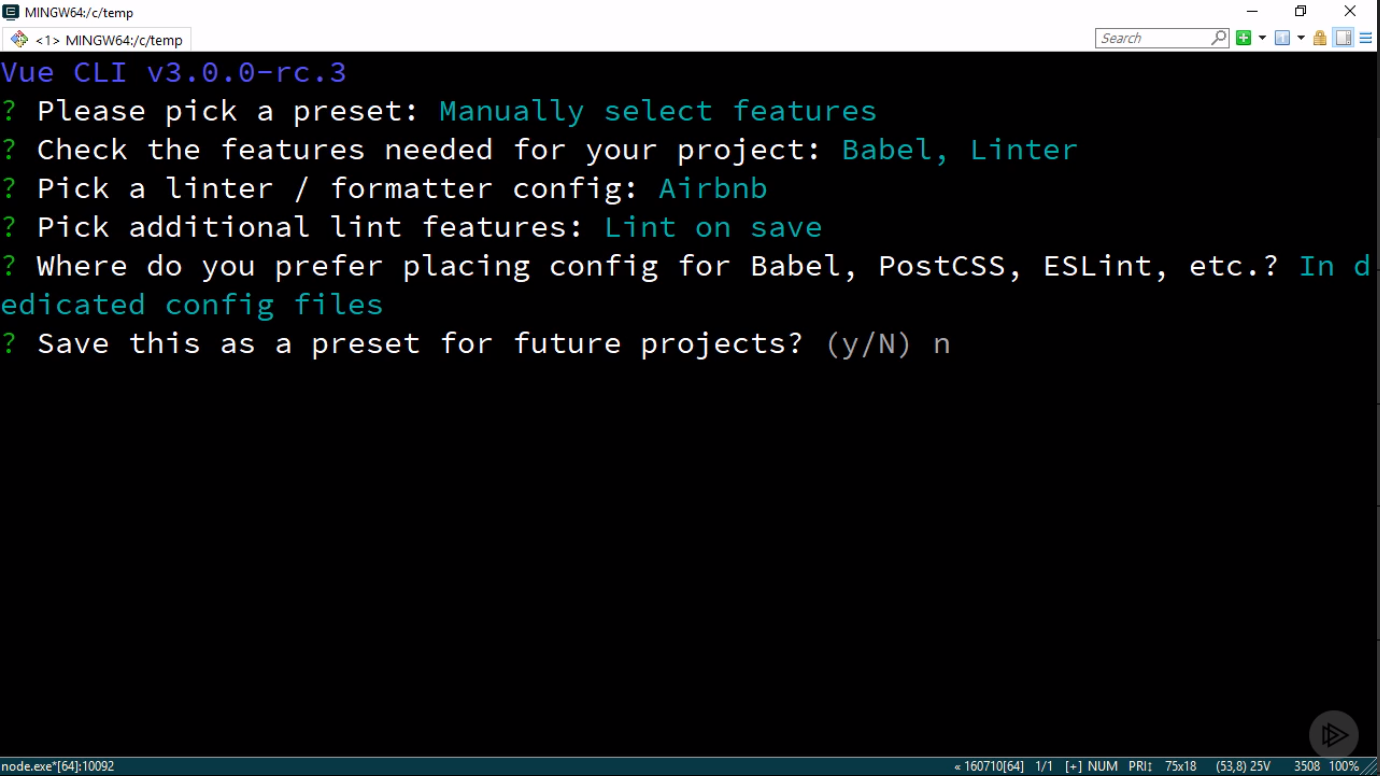 MINGW64:/c/temp
<1> MINGW64:/c/temp
Search
Vue CLI v3.0.0-rc.3
? Please pick a preset: Manually select features
? Check the features needed for your project: Babel, Linter
? Pick a linter / formatter config: Airbnb
? Pick additional lint features: Lint on save
? Where do you prefer placing config for Babel, PostCSS, ESLint, etc.? In d
edicated config files
? Save this as a preset for future projects? (y/N) n
node.exe*[64]:10092 « 160710[64] 1/1 [+] NUM PRI↕ 75x18 (53,8) 25V 3508 100%